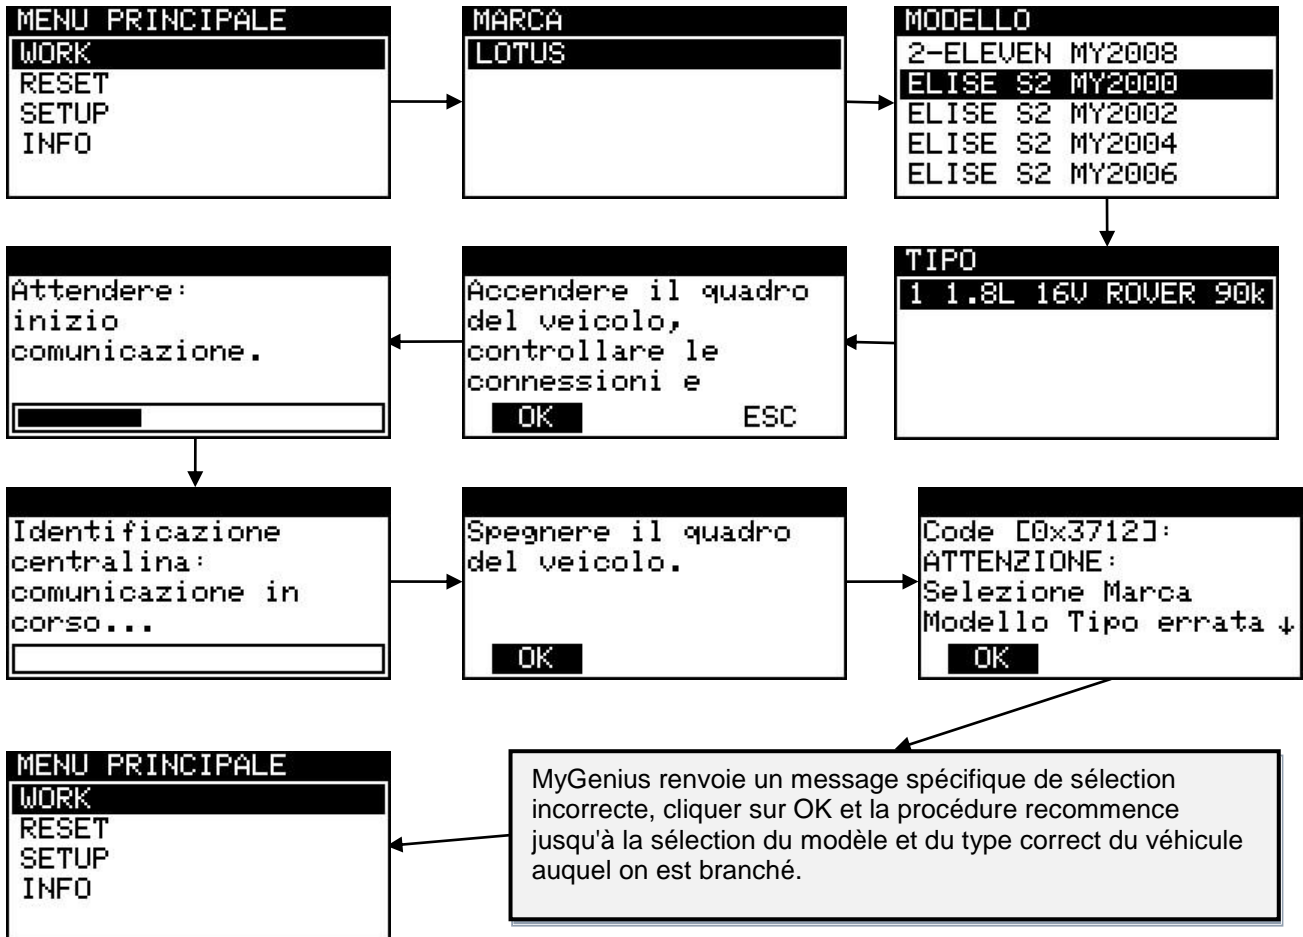 MENU PRINCIPALE
WORK
RESET
SETUP
INFO
MARCA
LOTUS
MODELLO
2-ELEVEN MY2008
ELISE S2 MY2000
ELISE S2 MY2002
ELISE S2 MY2004
ELISE S2 MY2006
TIPO
1 1.8L 16V ROVER 90k
Accendere il quadro
del veicolo,
controllare le
connessioni e
OK ESC
Attendere:
inizio
comunicazione.
Identificazione
centralina:
comunicazione in
corso...
Spegnere il quadro
del veicolo.
OK
Code [0x3712]:
ATTENZIONE:
Selezione Marca
Modello Tipo errata ↓
OK
MyGenius renvoie un message spécifique de sélection
incorrecte, cliquer sur OK et la procédure recommence
jusqu'à la sélection du modèle et du type correct du véhicule
auquel on est branché.
MENU PRINCIPALE
WORK
RESET
SETUP
INFO